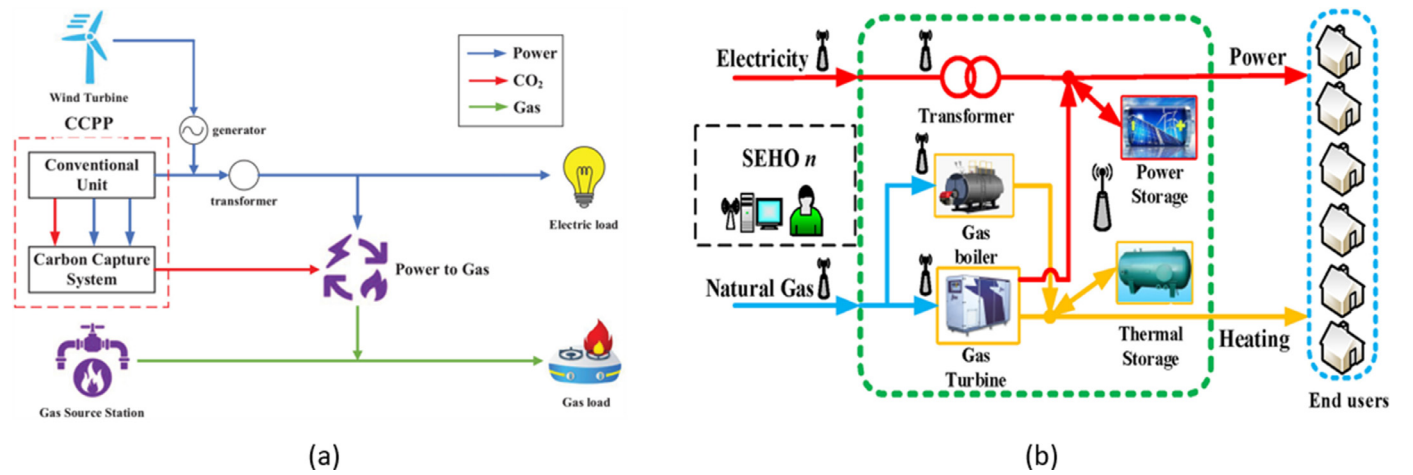 Wind Turbine
CCPP
generator
Conventional
Unit
transformer
Carbon Capture
System
Power to Gas
Electric load
Gas Source Station
Gas load
Power
CO₂
Gas
(a)
Electricity
Transformer
Power
SEHO n
Power
Storage
Gas
boiler
Natural Gas
Gas
Turbine
Thermal
Storage
Heating
End users
(b)